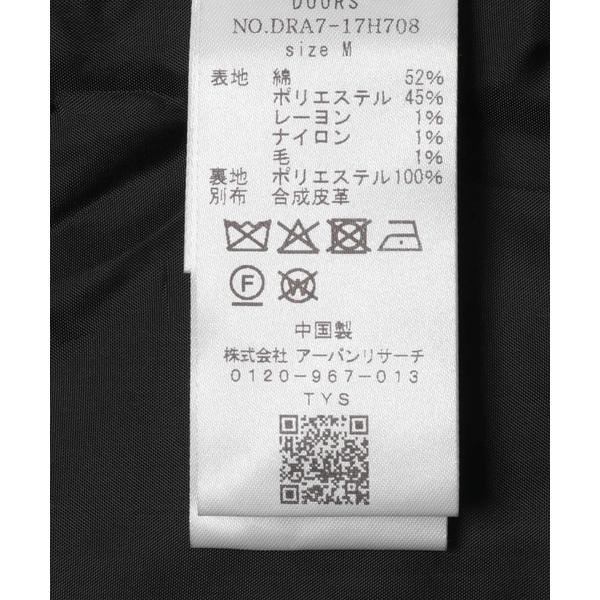 DOORS
NO.DRA7-17H708
size M
表地 綿 52%
ポリエステル 45%
レーヨン 1%
ナイロン 1%
毛 1%
裏地 ポリエステル100%
別布 合成皮革
F W
中国製
株式会社 アーバンリサーチ
0120-967-013
TYS